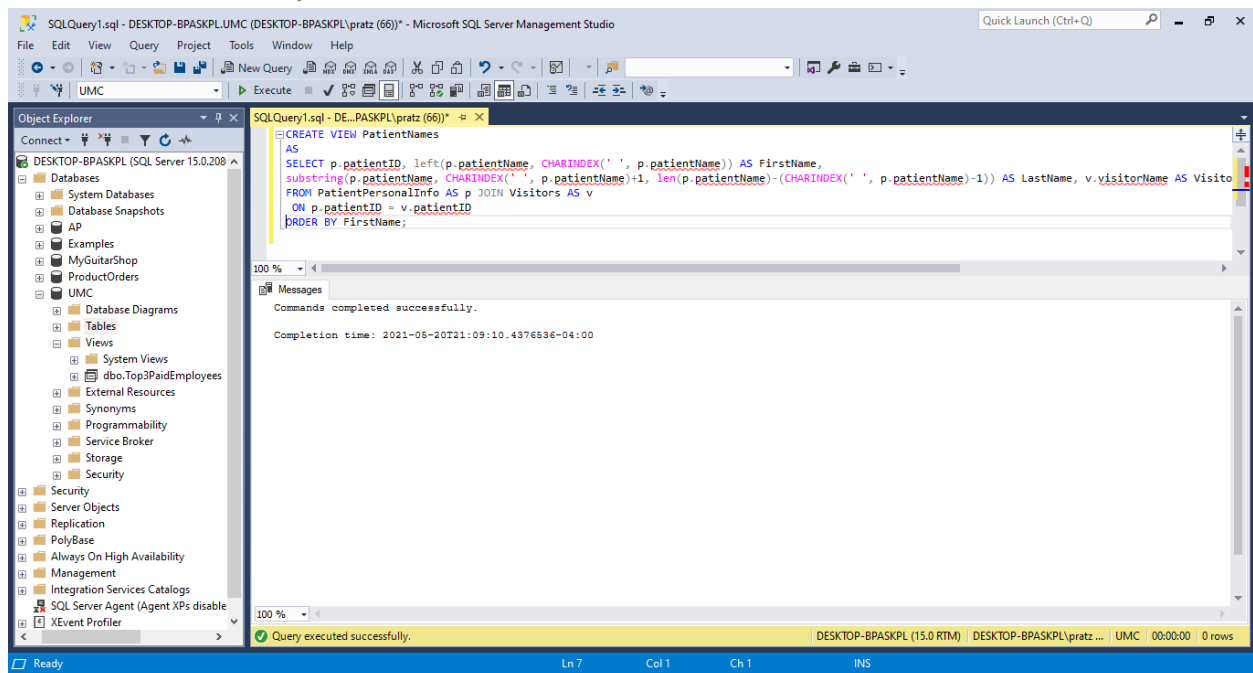 SQLQuery1.sql - DESKTOP-BPASKPL.UMC (DESKTOP-BPASKPL\pratz (66))* - Microsoft SQL Server Management Studio
Quick Launch (Ctrl+Q)
File Edit View Query Project Tools Window Help
New Query
UMC
Execute
Object Explorer
SQLQuery1.sql - DE...PASKPL\pratz (66))*
Connect
DESKTOP-BPASKPL (SQL Server 15.0.208
Databases
System Databases
Database Snapshots
AP
Examples
MyGuitarShop
ProductOrders
UMC
Database Diagrams
Tables
Views
System Views
dbo.Top3PaidEmployees
External Resources
Synonyms
Programmability
Service Broker
Storage
Security
Security
Server Objects
Replication
PolyBase
Always On High Availability
Management
Integration Services Catalogs
SQL Server Agent (Agent XPs disable
XEvent Profiler
CREATE VIEW PatientNames
AS
SELECT p.patientID, left(p.patientName, CHARINDEX(' ', p.patientName)) AS FirstName,
substring(p.patientName, CHARINDEX(' ', p.patientName)+1, len(p.patientName)-(CHARINDEX(' ', p.patientName)-1)) AS LastName, v.visitorName AS Visito
FROM PatientPersonalInfo AS p JOIN Visitors AS v
ON p.patientID = v.patientID
ORDER BY FirstName;
100 %
Messages
Commands completed successfully.
Completion time: 2021-05-20T21:09:10.4376536-04:00
100 %
Query executed successfully.
DESKTOP-BPASKPL (15.0 RTM) DESKTOP-BPASKPL\pratz ... UMC 00:00:00 0 rows
Ready
Ln 7 Col 1 Ch 1 INS